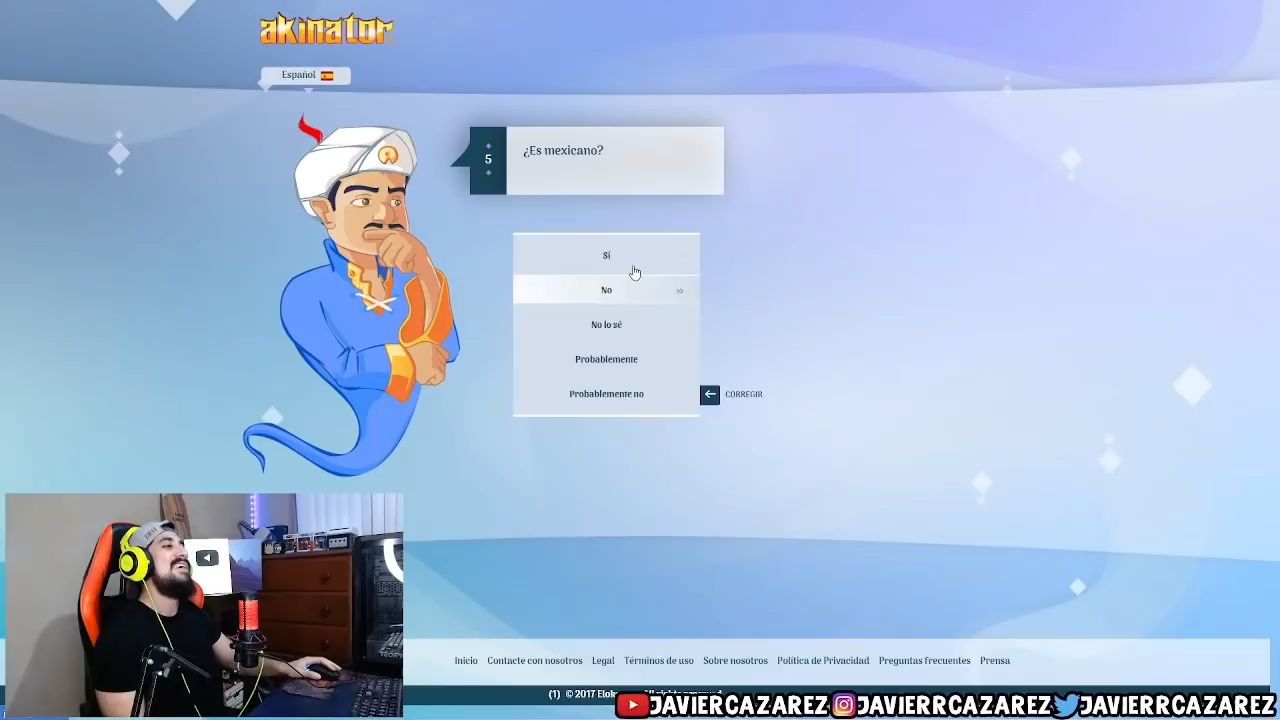 akinator
Español
5
¿Es mexicano?
Sí
No
No lo sé
Probablemente
Probablemente no
CORREGIR
Inicio Contacte con nosotros Legal Términos de uso Sobre nosotros Política de Privacidad Preguntas frecuentes Prensa
(1) © 2017
JAVIERCAZAREZ JAVIERRCAZAREZ JAVIERRCAZAREZ